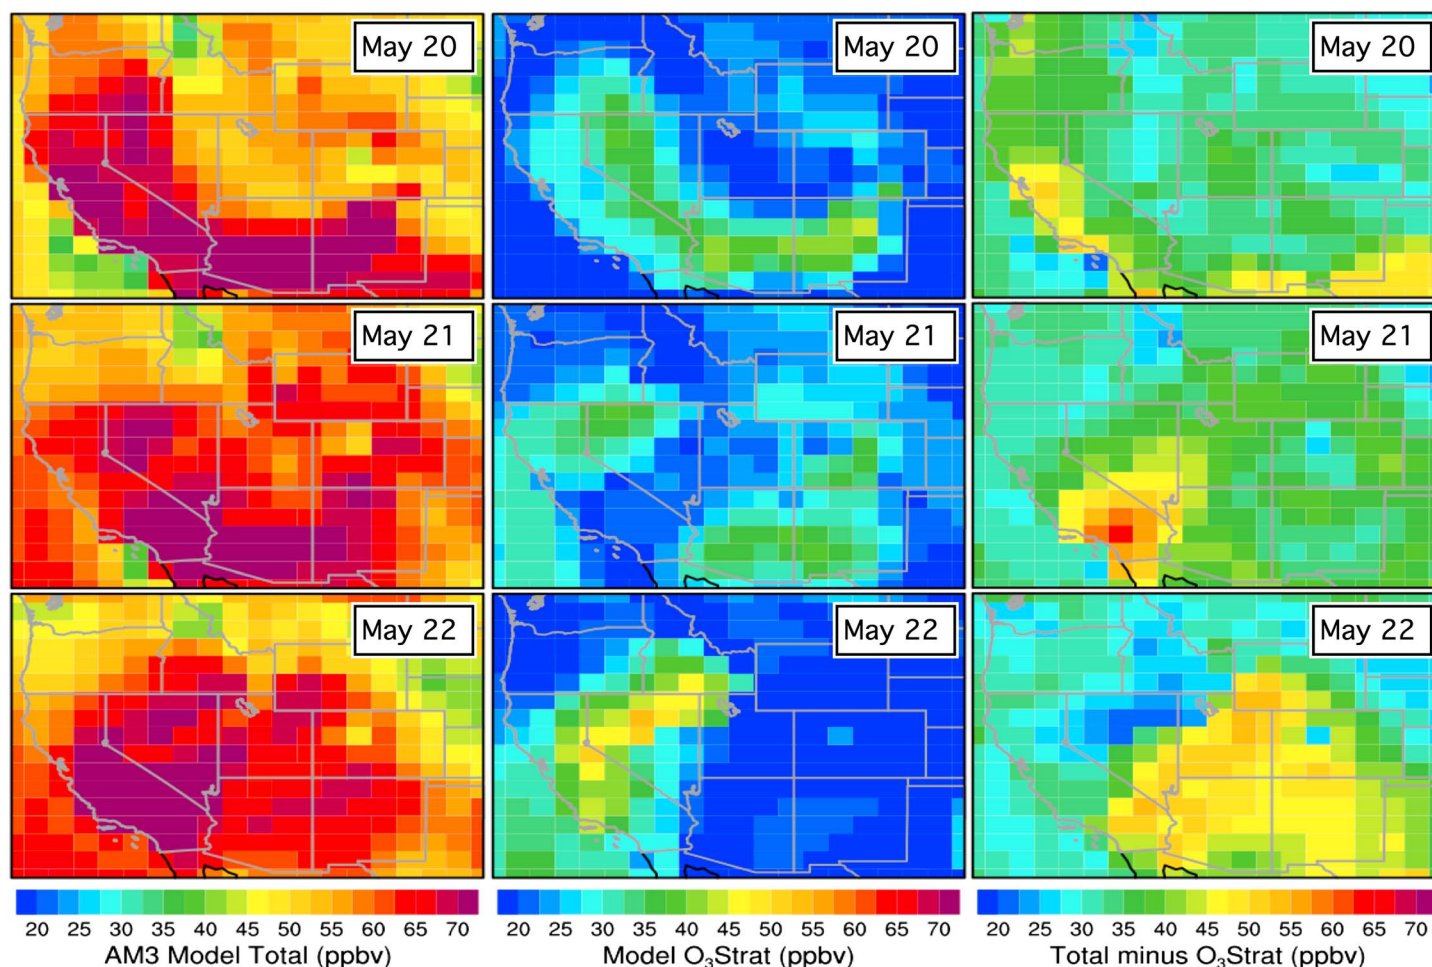 May 20 May 20 May 20
May 21 May 21 May 21
May 22 May 22 May 22
20 25 30 35 40 45 50 55 60 65 70 20 25 30 35 40 45 50 55 60 65 70 20 25 30 35 40 45 50 55 60 65 70
AM3 Model Total (ppbv) Model O₃Strat (ppbv) Total minus O₃Strat (ppbv)